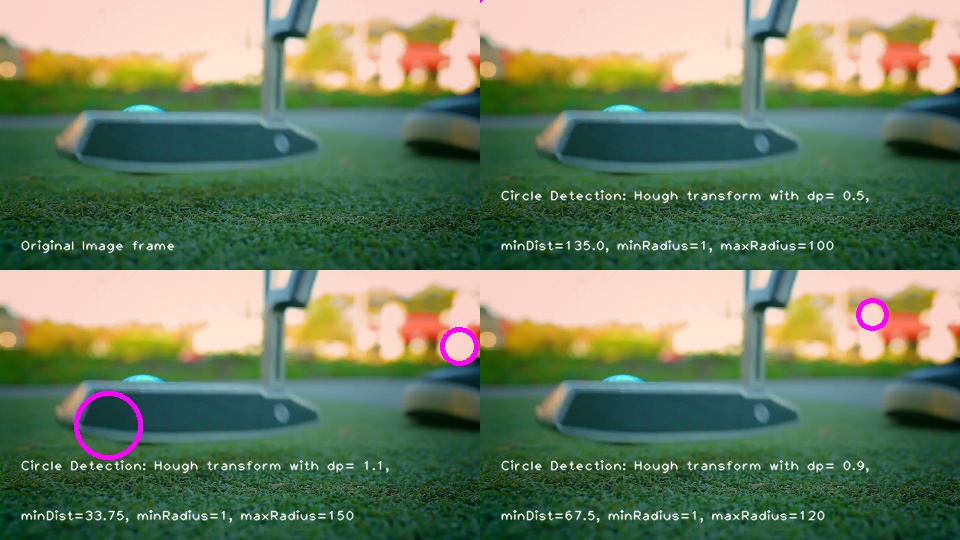 Original Image frame
Circle Detection: Hough transform with dp= 0.5,
minDist=135.0, minRadius=1, maxRadius=100
Circle Detection: Hough transform with dp= 1.1,
minDist=33.75, minRadius=1, maxRadius=150
Circle Detection: Hough transform with dp= 0.9,
minDist=67.5, minRadius=1, maxRadius=120